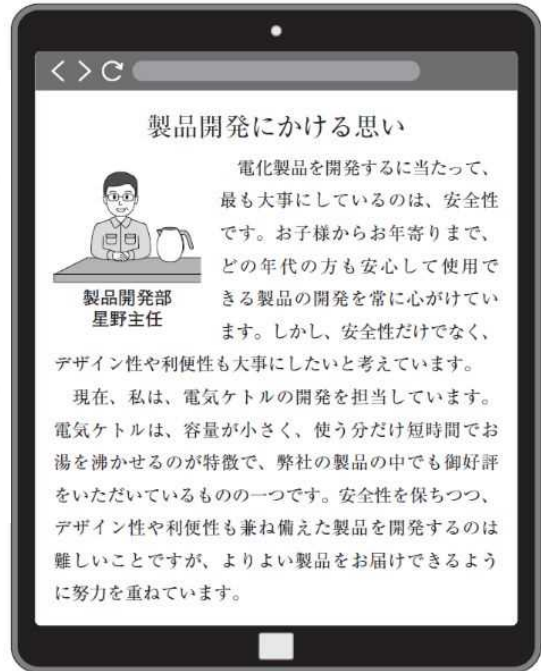 製品開発にかける思い
電化製品を開発するに当たって、
最も大事にしているのは、安全性
です。お子様からお年寄りまで、
どの年代の方も安心して使用で
きる製品の開発を常に心がけてい
ます。しかし、安全性だけでなく、
製品開発部
星野主任
デザイン性や利便性も大事にしたいと考えています。
現在、私は、電気ケトルの開発を担当しています。
電気ケトルは、容量が小さく、使う分だけ短時間でお
湯を沸かせるのが特徴で、弊社の製品の中でも御好評
をいただいているものの一つです。安全性を保ちつつ、
デザイン性や利便性も兼ね備えた製品を開発するのは
難しいことですが、よりよい製品をお届けできるよう
に努力を重ねています。